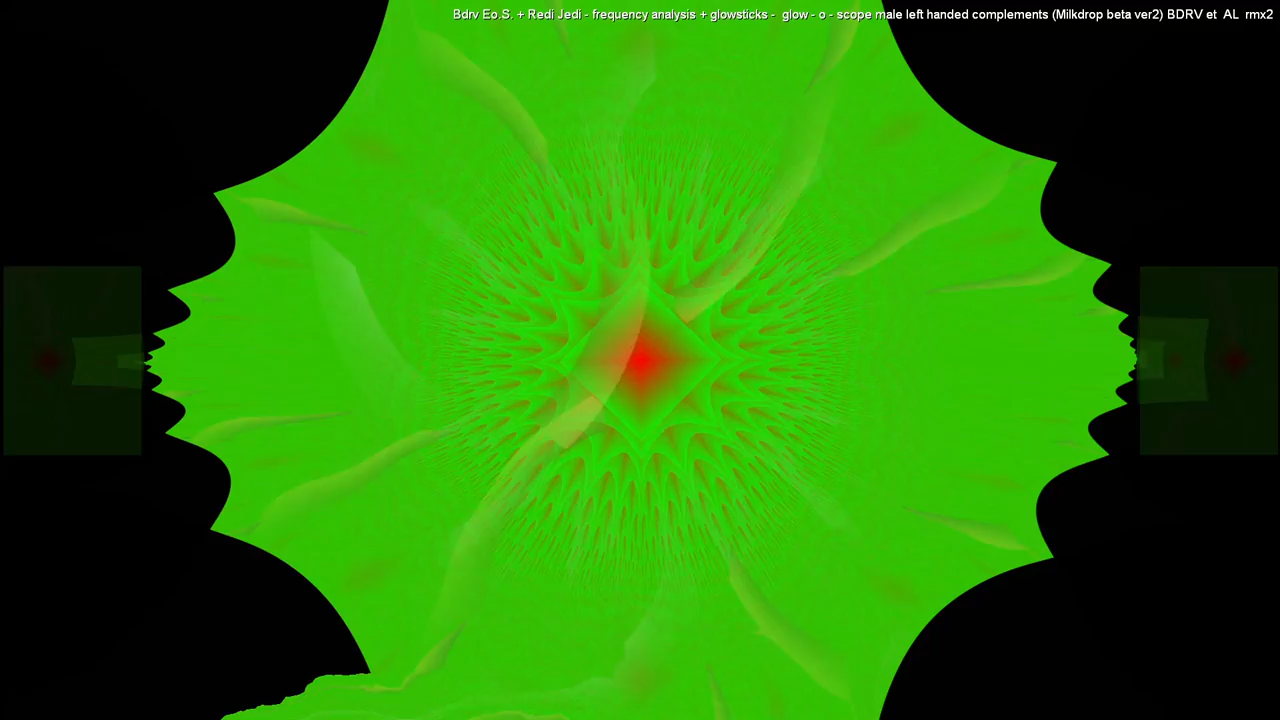 Bdrv Eo.S. + Redi Jedi - frequency analysis + glowsticks -  glow - o - scope male left handed complements (Milkdrop beta ver2) BDRV et  AL  rmx2